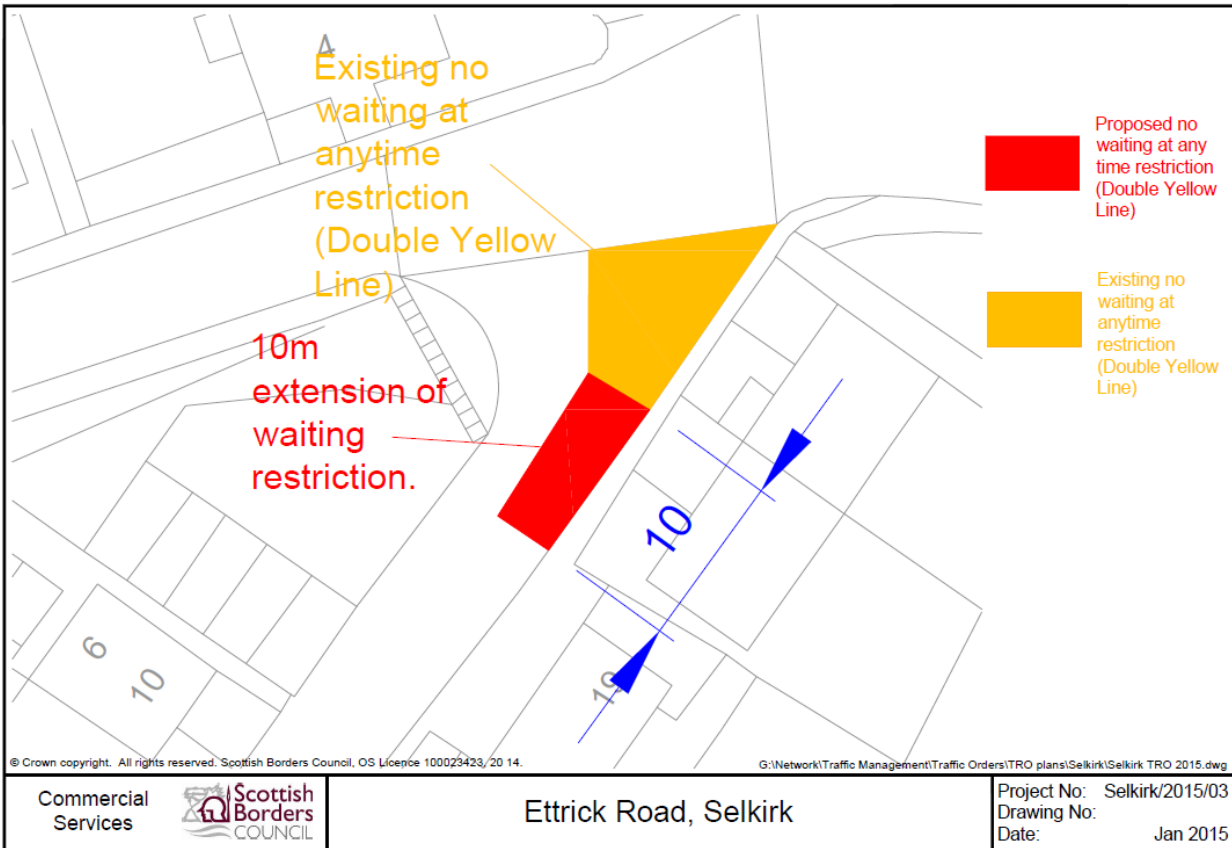 4
Existing no
waiting at
anytime
restriction
(Double Yellow
Line)
10m
extension of
waiting
restriction.
Proposed no
waiting at any
time restriction
(Double Yellow
Line)
Existing no
waiting at
anytime
restriction
(Double Yellow
Line)
10
6
10
19
© Crown copyright. All rights reserved. Scottish Borders Council, OS Licence 100023423, 20 14.
G:\Network\Traffic Management\Traffic Orders\TRO plans\Selkirk\Selkirk TRO 2015.dwg
Commercial
Services
Scottish
Borders
COUNCIL
Ettrick Road, Selkirk
Project No: Selkirk/2015/03
Drawing No:
Date: Jan 2015